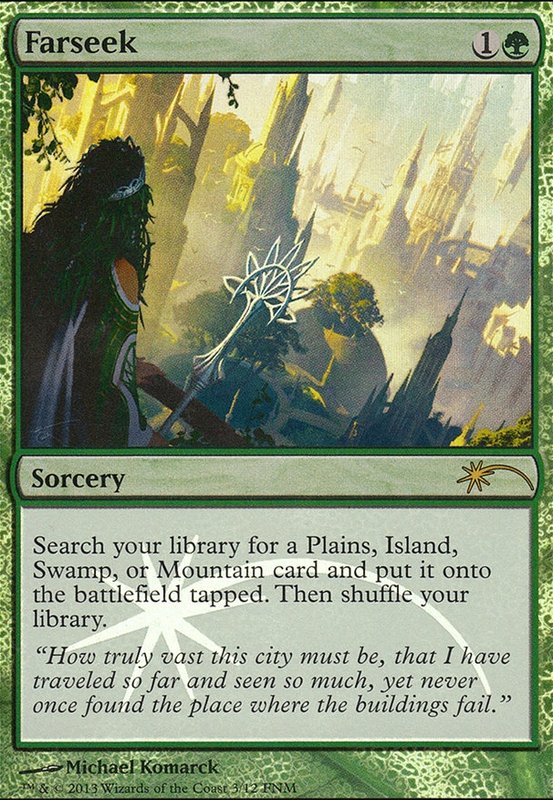 Farseek
1
Sorcery
Search your library for a Plains, Island,
Swamp, or Mountain card and put it onto
the battlefield tapped. Then shuffle your
library.
“How truly vast this city must be, that I have
traveled so far and seen so much, yet never
once found the place where the buildings fail.”
Michael Komarck
™ & © 2013 Wizards of the Coast 3/12 FNM